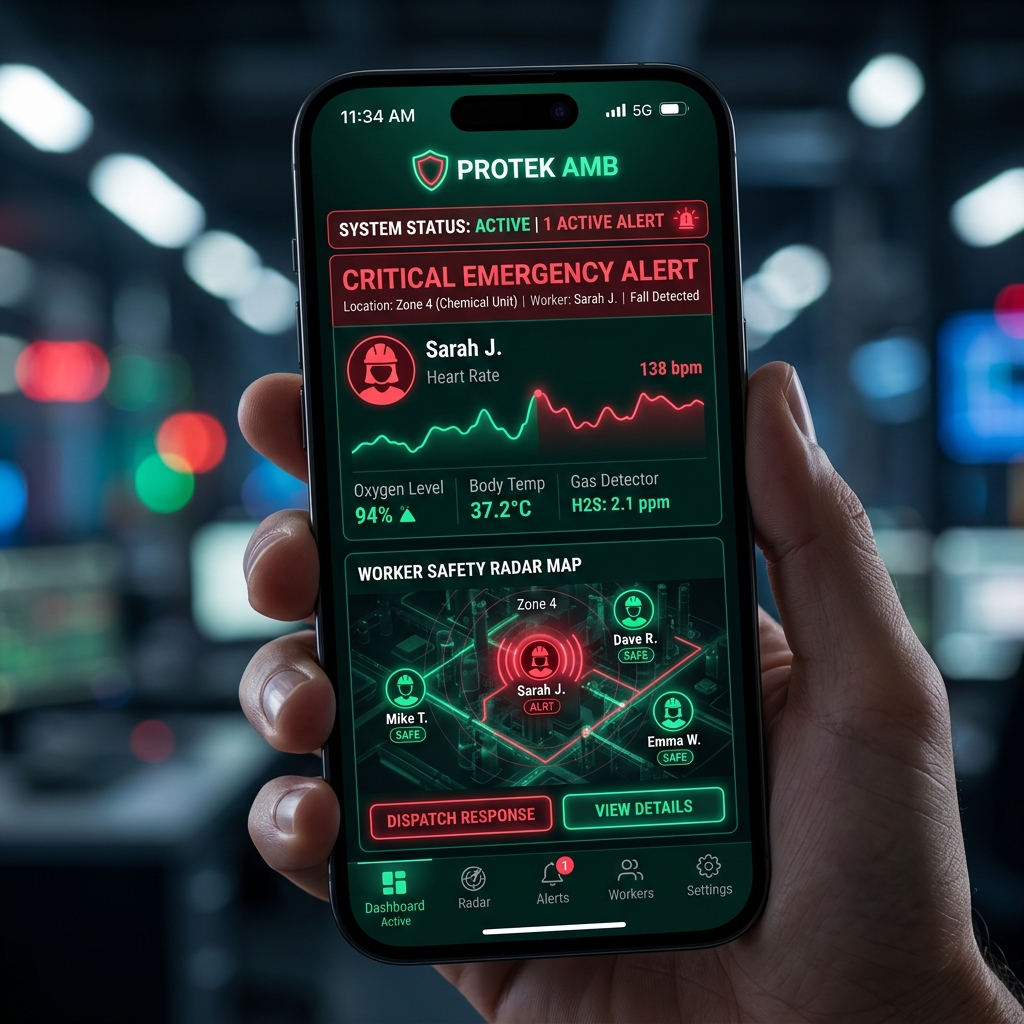 11:34 AM 5G
PROTEK AMB
SYSTEM STATUS: ACTIVE | 1 ACTIVE ALERT
CRITICAL EMERGENCY ALERT
Location: Zone 4 (Chemical Unit) | Worker: Sarah J. | Fall Detected
Sarah J.
Heart Rate
138 bpm
Oxygen Level
94%
Body Temp
37.2°C
Gas Detector
H2S: 2.1 ppm
WORKER SAFETY RADAR MAP
Zone 4
Dave R.
SAFE
Sarah J.
ALRT
Mike T.
SAFE
Emma W.
SAFE
DISPATCH RESPONSE
VIEW DETAILS
Dashboard
Active
Radar
1
Alerts
Workers
Settings